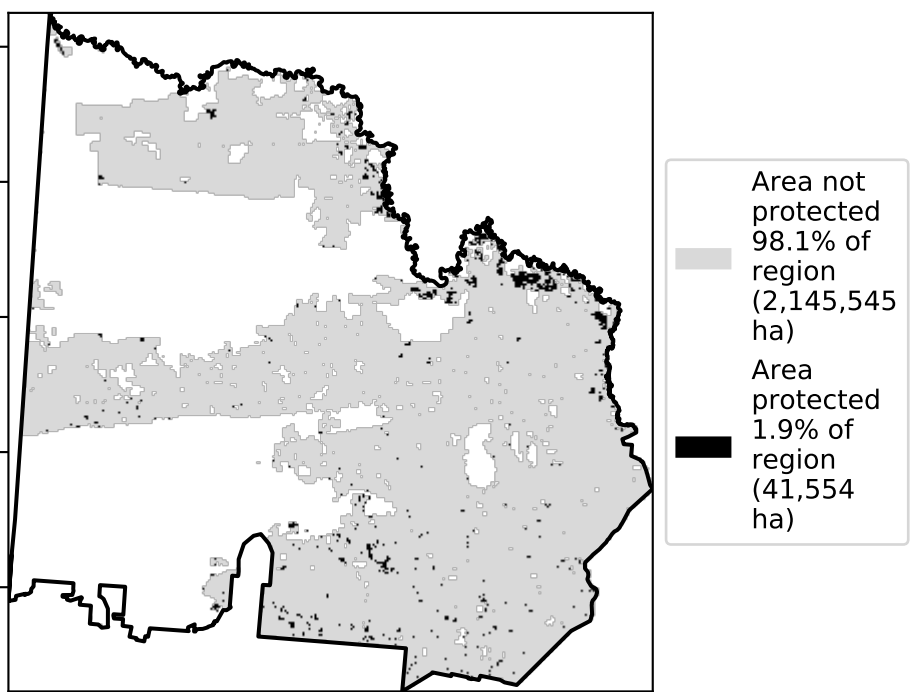 Area not
protected
98.1% of
region
(2,145,545
ha)
Area
protected
1.9% of
region
(41,554
ha)